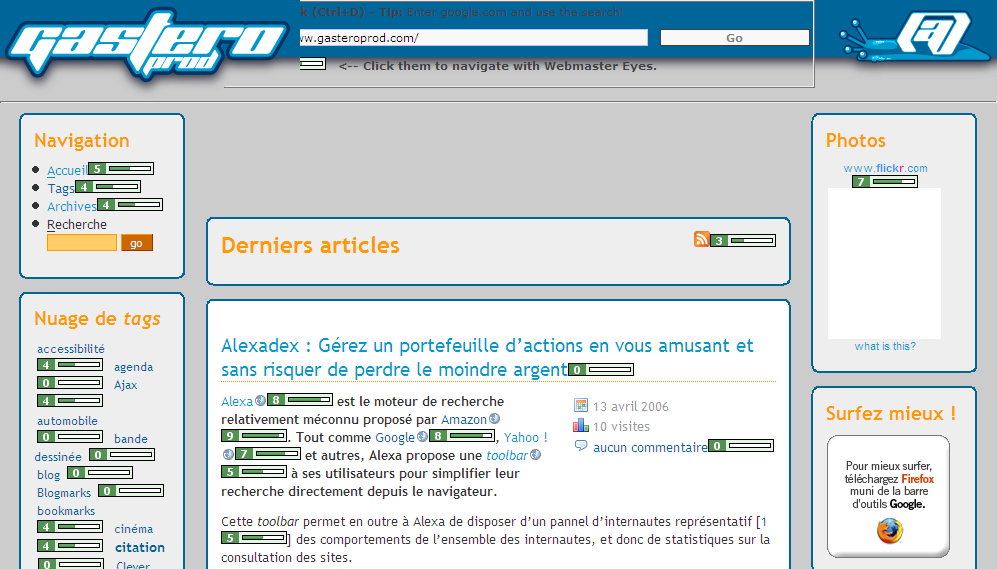 k (Ctrl+D) - Tip: Enter google.com and use the search!
gastero
prod
w.gasteroprod.com/
Go
<-- Click them to navigate with Webmaster Eyes.
@
Navigation
Accueil 5
Tags 4
Archives 4
Recherche
go
Nuage de tags
accessibilité
4 agenda
0 Ajax
4
automobile
0 bande
dessinée 0
blog 0
Blogmarks 0
bookmarks
4 cinéma
4 citation
0 Clever
Derniers articles
3
Alexadex : Gérez un portefeuille d’actions en vous amusant et
sans risquer de perdre le moindre argent 0
Alexa 8 est le moteur de recherche
relativement méconnu proposé par Amazon
9. Tout comme Google 8, Yahoo !
7 et autres, Alexa propose une toolbar
5 à ses utilisateurs pour simplifier leur
recherche directement depuis le navigateur.
13 avril 2006
10 visites
aucun commentaire 0
Cette toolbar permet en outre à Alexa de disposer d’un pannel d’internautes représentatif [1
5] des comportements de l’ensemble des internautes, et donc de statistiques sur la
consultation des sites.
Photos
www.flickr.com
7
what is this?
Surfez mieux !
Pour mieux surfer,
téléchargez Firefox
muni de la barre
d'outils Google.